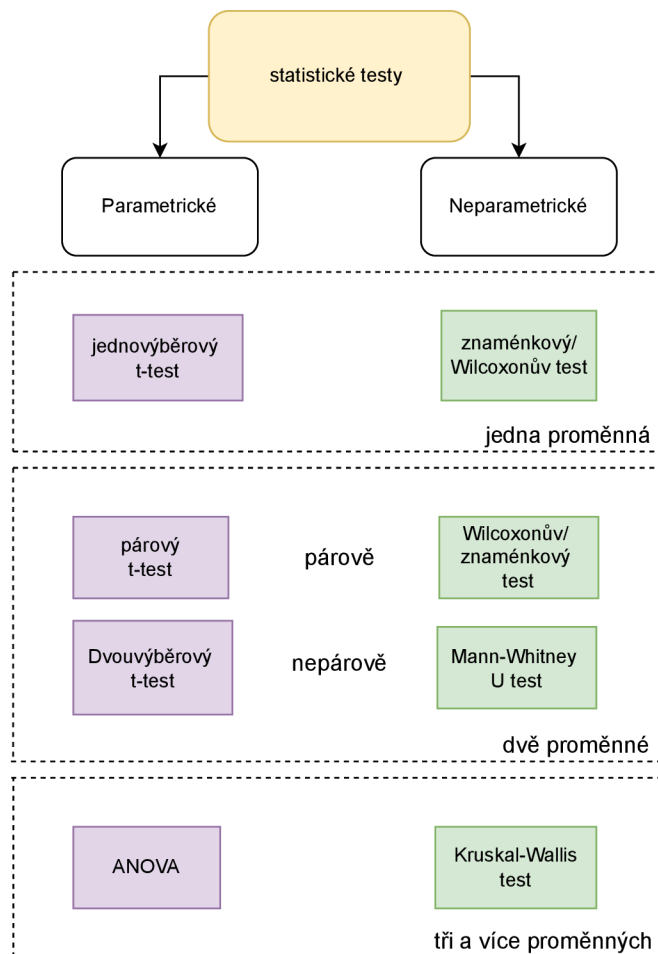 statistické testy
Parametrické
Neparametrické
jednovýběrový
t-test
znaménkový/
Wilcoxonův test
jedna proměnná
párový
t-test
párově
Wilcoxonův/
znaménkový
test
Dvouvýběrový
t-test
nepárově
Mann-Whitney
U test
dvě proměnné
ANOVA
Kruskal-Wallis
test
tři a více proměnných